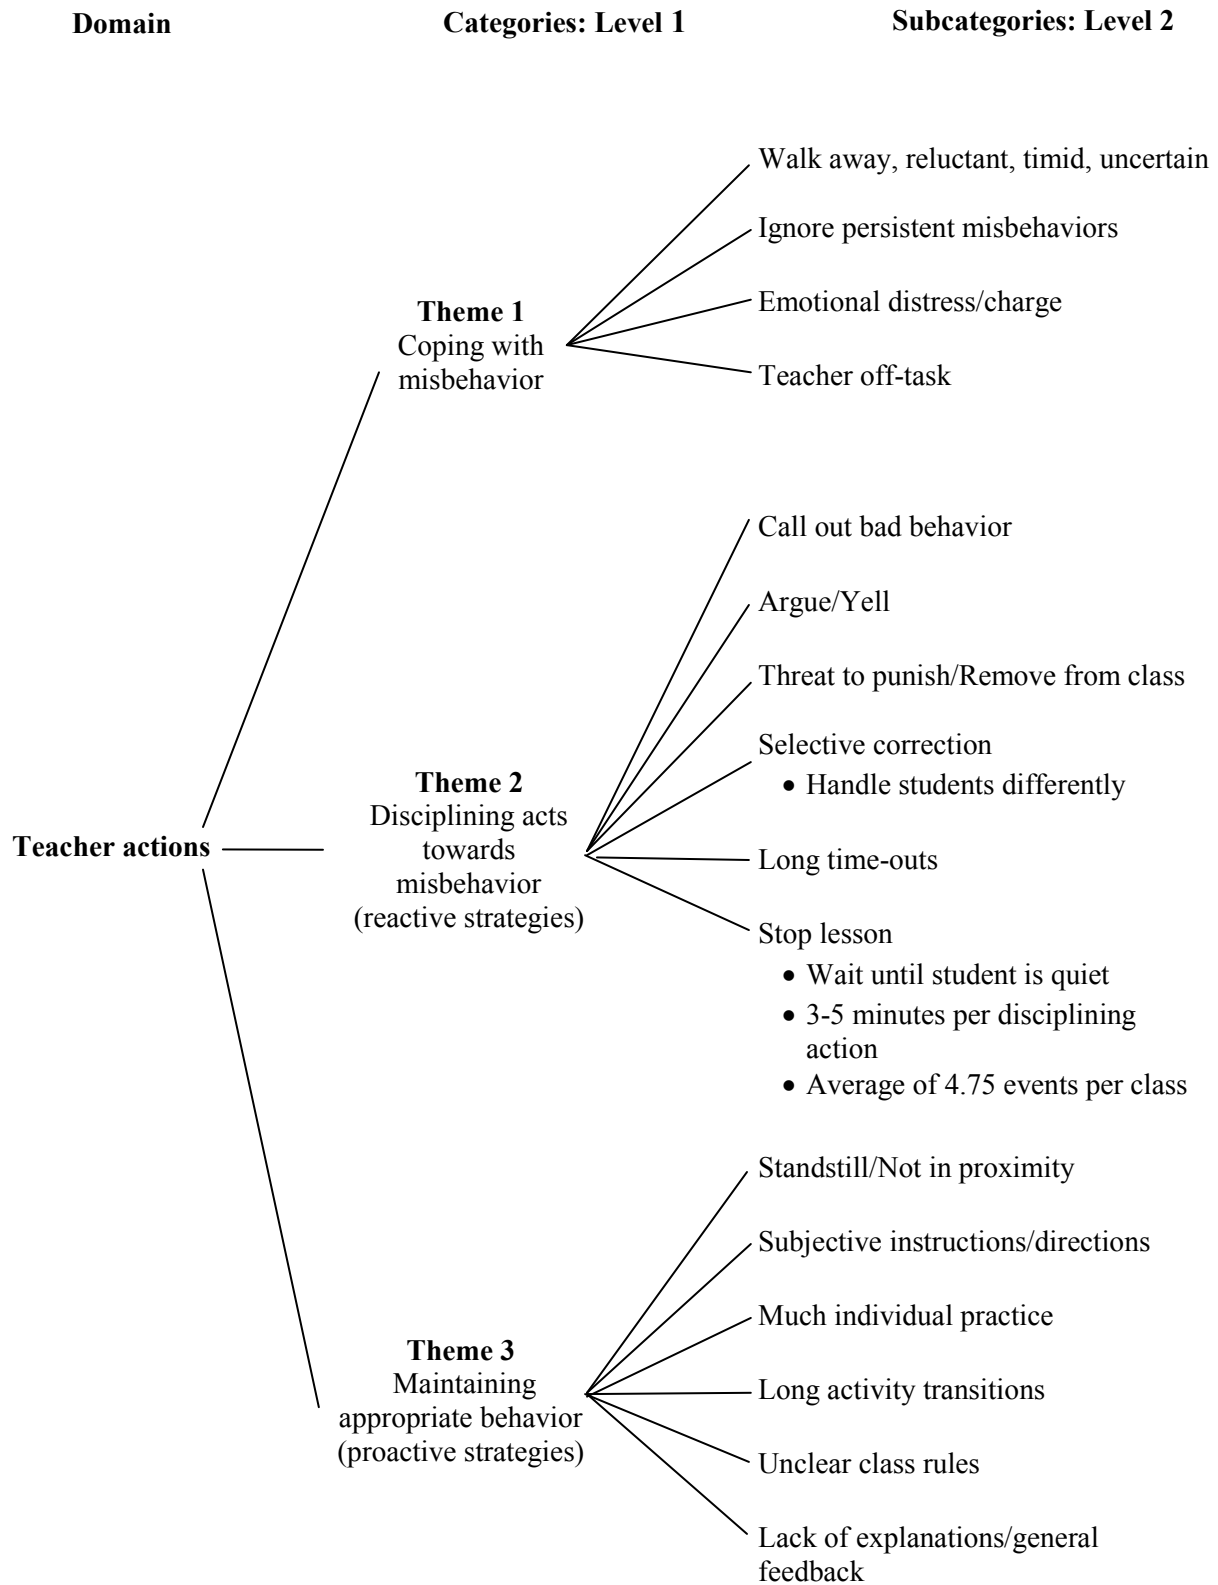 Domain
Categories: Level 1
Subcategories: Level 2
Teacher actions
Theme 1
Coping with
misbehavior
Walk away, reluctant, timid, uncertain
Ignore persistent misbehaviors
Emotional distress/charge
Teacher off-task
Theme 2
Disciplining acts
towards
misbehavior
(reactive strategies)
Call out bad behavior
Argue/Yell
Threat to punish/Remove from class
Selective correction
• Handle students differently
Long time-outs
Stop lesson
• Wait until student is quiet
• 3-5 minutes per disciplining
action
• Average of 4.75 events per class
Theme 3
Maintaining
appropriate behavior
(proactive strategies)
Standstill/Not in proximity
Subjective instructions/directions
Much individual practice
Long activity transitions
Unclear class rules
Lack of explanations/general
feedback